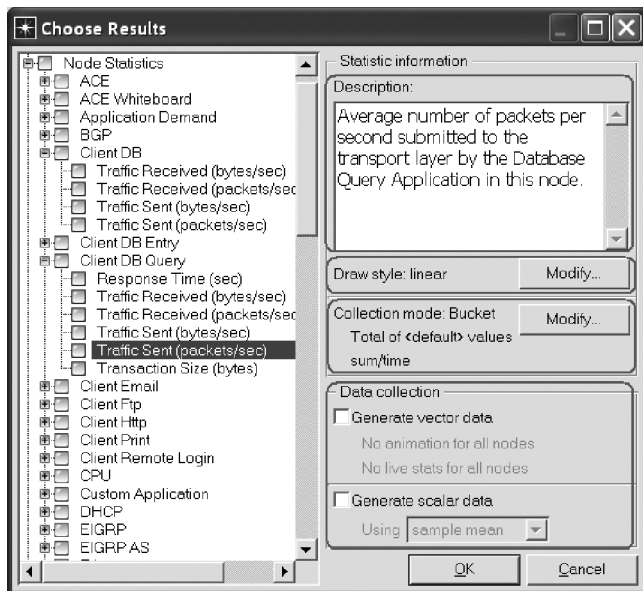 Choose Results
Node Statistics
ACE
ACE Whiteboard
Application Demand
BGP
Client DB
Traffic Received (bytes/sec)
Traffic Received (packets/sec
Traffic Sent (bytes/sec)
Traffic Sent (packets/sec)
Client DB Entry
Client DB Query
Response Time (sec)
Traffic Received (bytes/sec)
Traffic Received (packets/sec
Traffic Sent (bytes/sec)
Traffic Sent (packets/sec)
Transaction Size (bytes)
Client Email
Client Ftp
Client Http
Client Print
Client Remote Login
CPU
Custom Application
DHCP
EIGRP
EIGRP AS
Statistic information
Description:
Average number of packets per
second submitted to the
transport layer by the Database
Query Application in this node.
Draw style: linear
Modify...
Collection mode: Bucket
Modify...
Total of <default> values
sum/time
Data collection
Generate vector data
No animation for all nodes
No live stats for all nodes
Generate scalar data
Using
sample mean
OK
Cancel